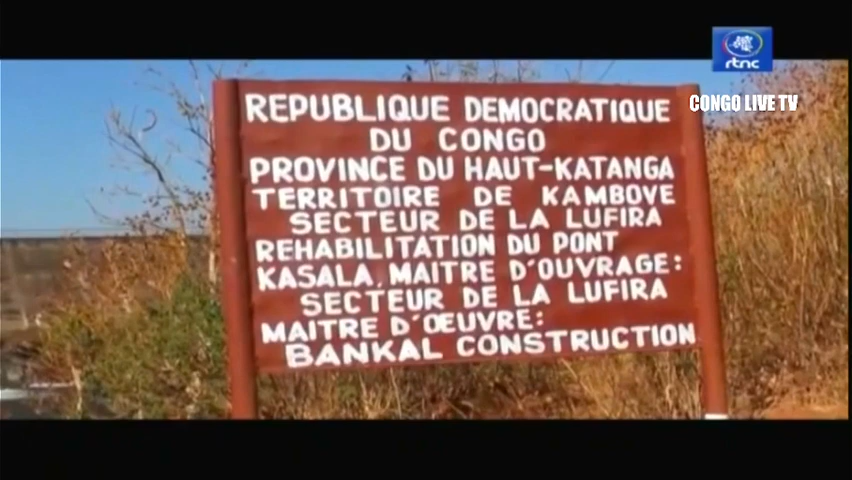 rtnc
CONGO LIVE TV
REPUBLIQUE DEMOCRATIQUE
DU CONGO
PROVINCE DU HAUT-KATANGA
TERRITOIRE DE KAMBOVE
SECTEUR DE LA LUFIRA
REHABILITATION DU PONT
KASALA, MAITRE D'OUVRAGE:
SECTEUR DE LA LUFIRA
MAITRE D'OEUVRE:
BANKAL CONSTRUCTION